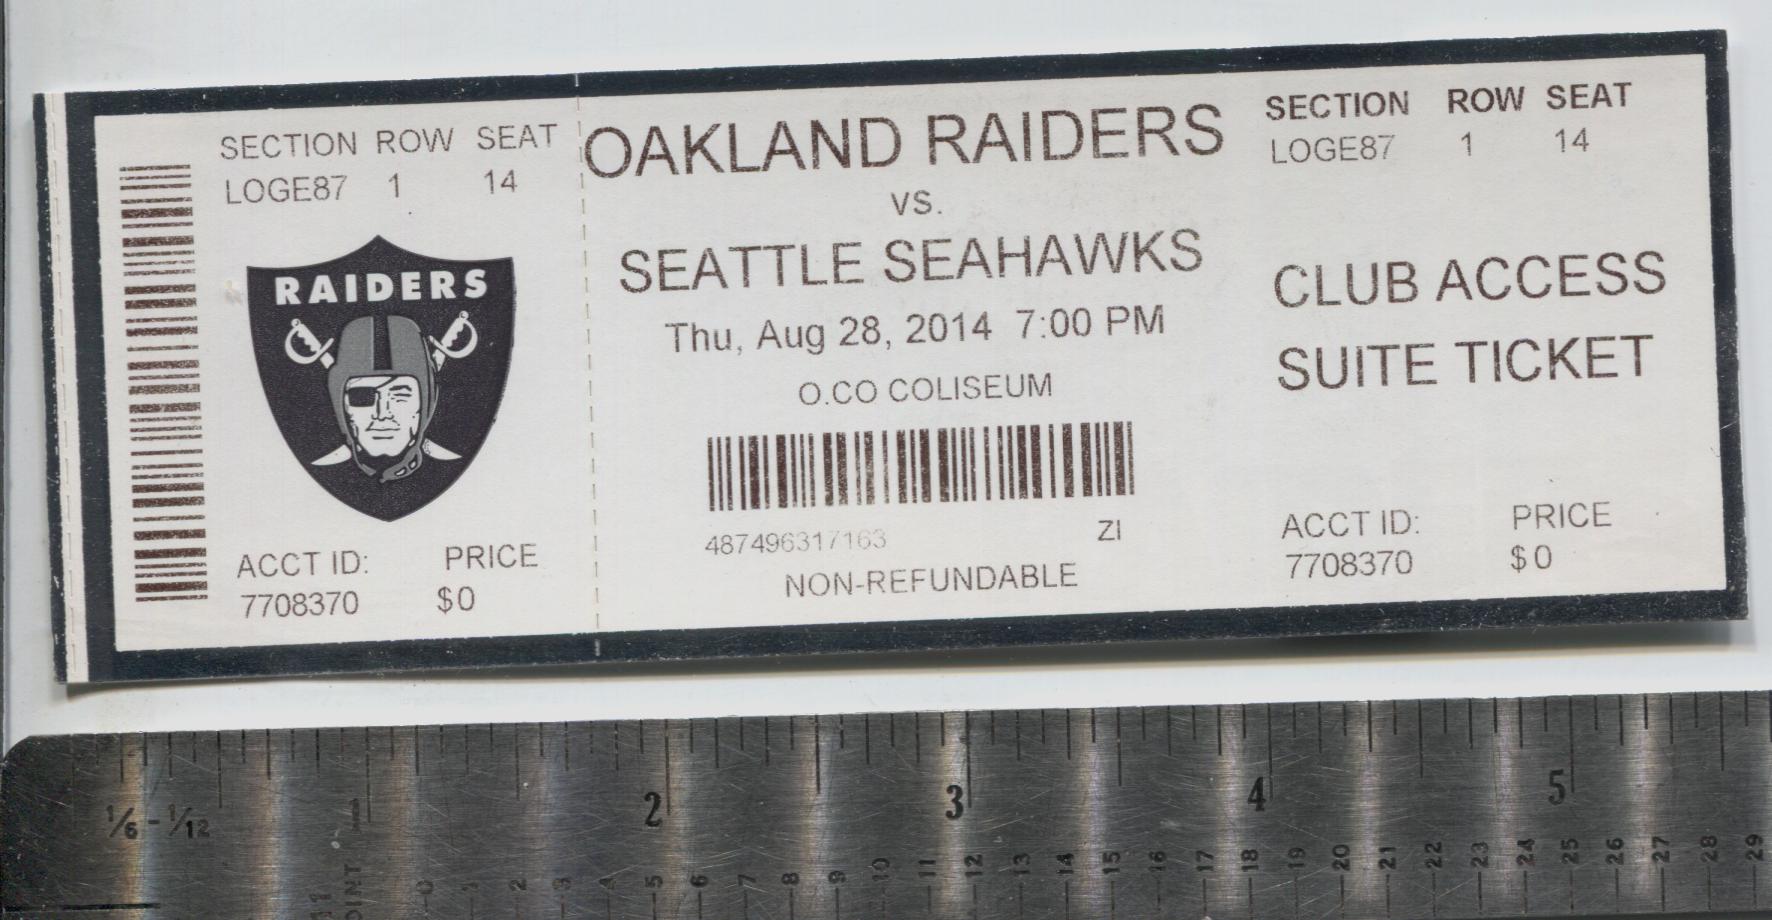 SECTION ROW SEAT
LOGE87 1 14
RAIDERS
ACCT ID: PRICE
7708370 $0
OAKLAND RAIDERS
VS.
SEATTLE SEAHAWKS
Thu, Aug 28, 2014 7:00 PM
O.CO COLISEUM
487496317163 ZI
NON-REFUNDABLE
SECTION ROW SEAT
LOGE87 1 14
CLUB ACCESS
SUITE TICKET
ACCT ID: PRICE
7708370 $0
1/6 - 1/12 1 2 3 4 5
0 1 2 3 4 5 6 7 8 9 10 11 12 13 14 15 16 17 18 19 20 21 22 23 24 25 26 27 28 29